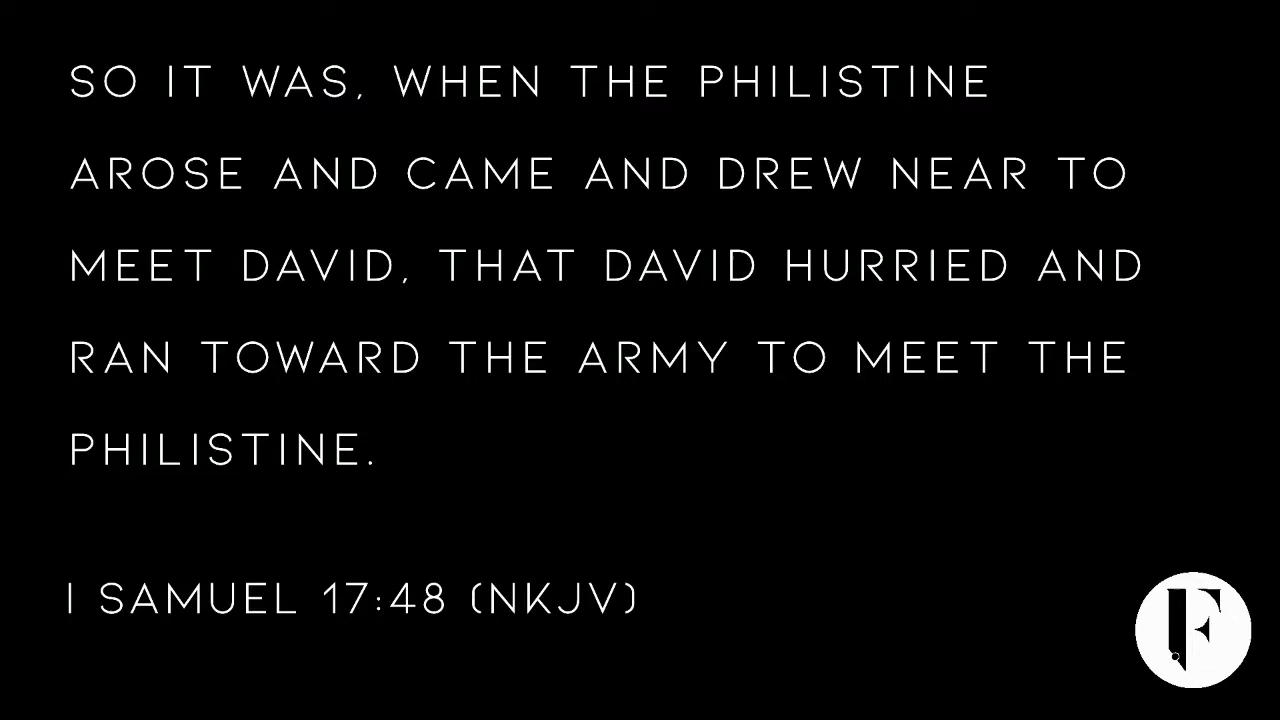 SO IT WAS, WHEN THE PHILISTINE
AROSE AND CAME AND DREW NEAR TO
MEET DAVID, THAT DAVID HURRIED AND
RAN TOWARD THE ARMY TO MEET THE
PHILISTINE.
I SAMUEL 17:48 (NKJV)
F